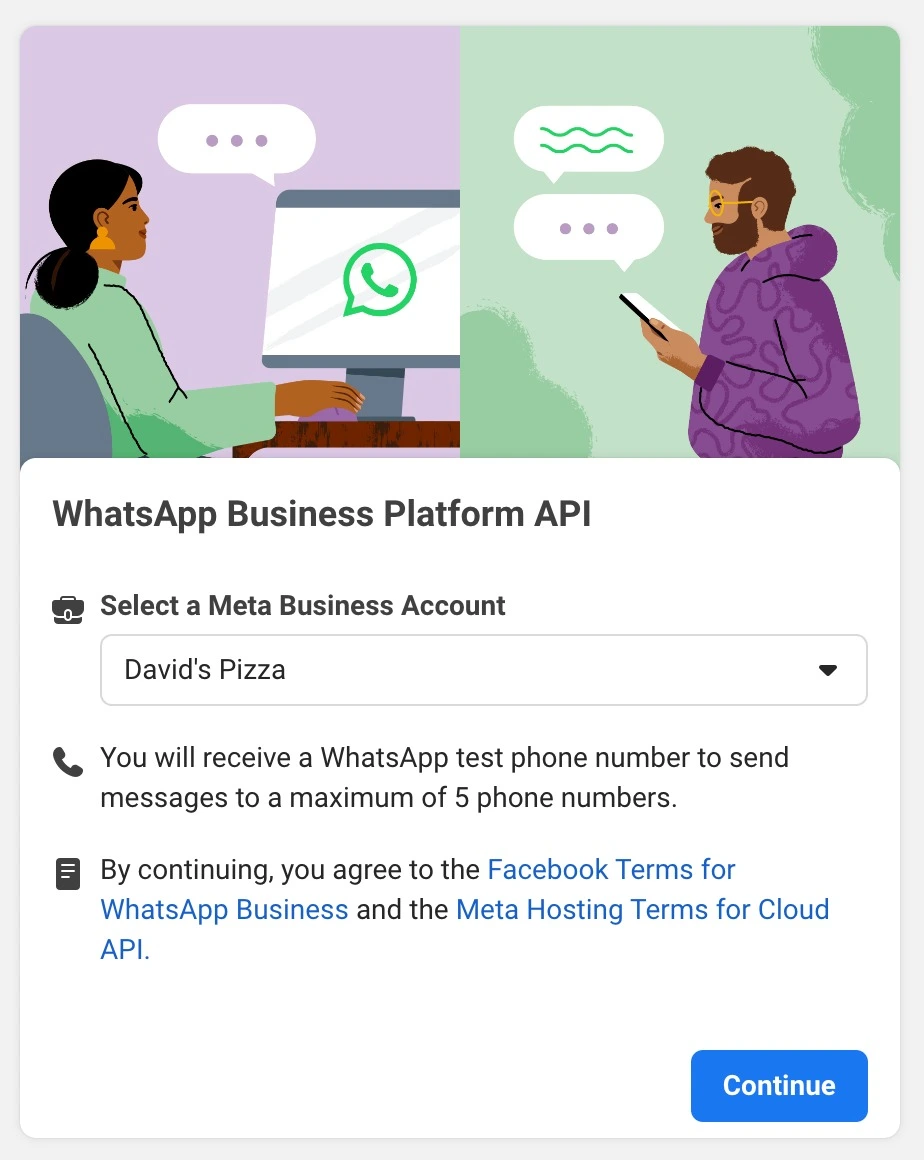 WhatsApp Business Platform API
Select a Meta Business Account
David's Pizza
You will receive a WhatsApp test phone number to send
messages to a maximum of 5 phone numbers.
By continuing, you agree to the Facebook Terms for
WhatsApp Business and the Meta Hosting Terms for Cloud
API.
Continue